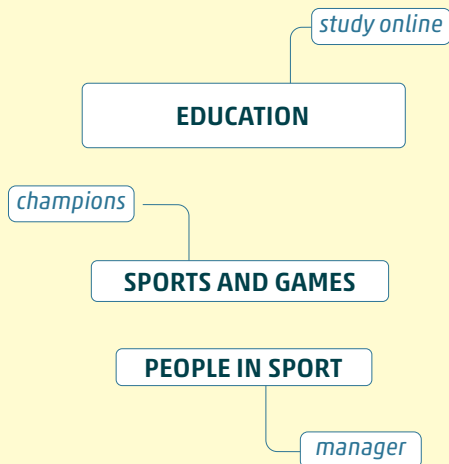 study online
EDUCATION
champions
SPORTS AND GAMES
PEOPLE IN SPORT
manager